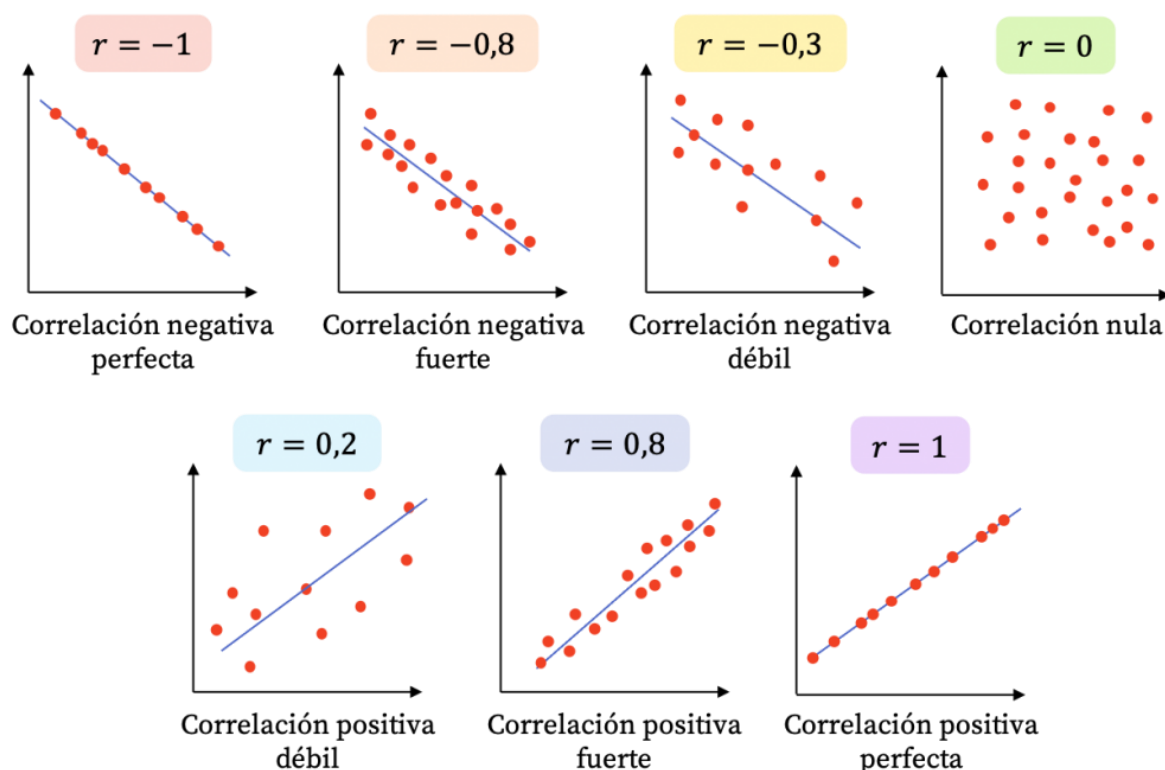 r = −1
r = −0,8
r = −0,3
r = 0
Correlación negativa
perfecta
Correlación negativa
fuerte
Correlación negativa
débil
Correlación nula
r = 0,2
r = 0,8
r = 1
Correlación positiva
débil
Correlación positiva
fuerte
Correlación positiva
perfecta